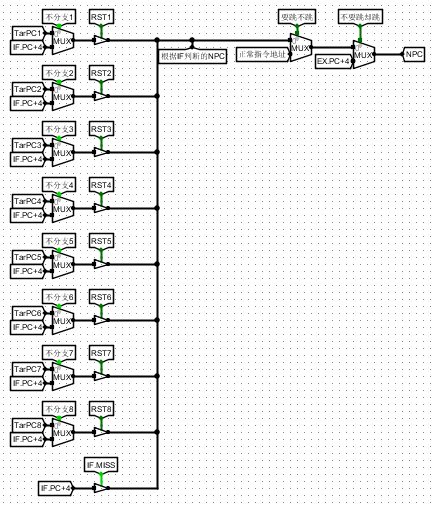 不分支1
RST1
TarPC1
IF.PC+4
MUX
要跳不跳
不要跳却跳
MUX
MUX
根据IF判断的NPC
正常指令地址
EX.PC+4
NPC
不分支2
RST2
TarPC2
IF.PC+4
MUX
不分支3
RST3
TarPC3
IF.PC+4
MUX
不分支4
RST4
TarPC4
IF.PC+4
MUX
不分支5
RST5
TarPC5
IF.PC+4
MUX
不分支6
RST6
TarPC6
IF.PC+4
MUX
不分支7
RST7
TarPC7
IF.PC+4
MUX
不分支8
RST8
TarPC8
IF.PC+4
MUX
IF.MISS
IF.PC+4